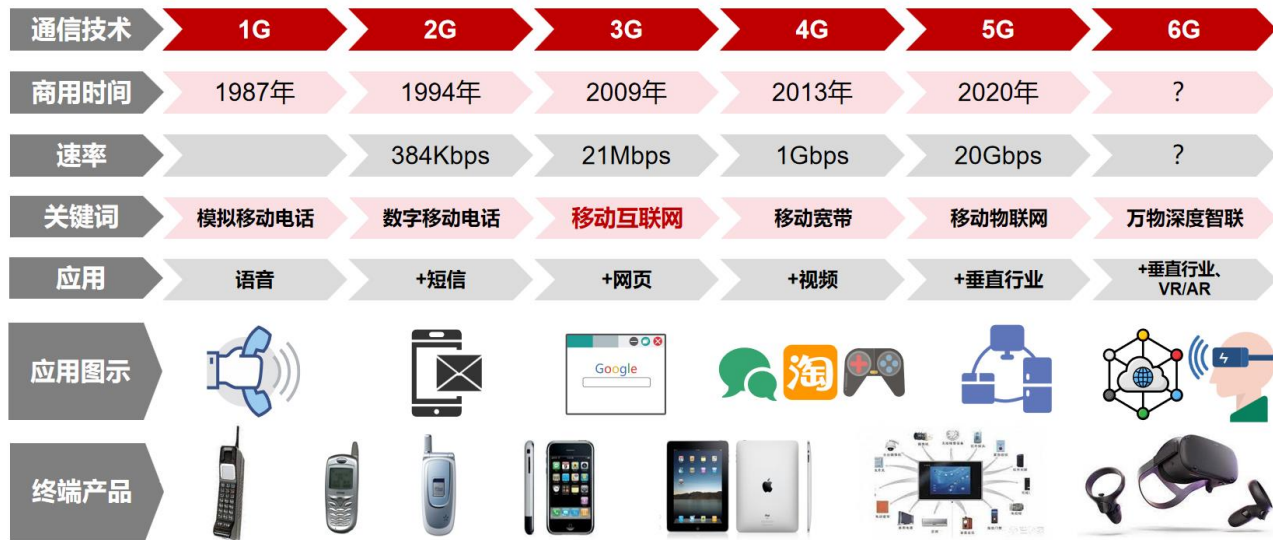 通信技术 1G 2G 3G 4G 5G 6G
商用时间 1987年 1994年 2009年 2013年 2020年 ?
速率 384Kbps 21Mbps 1Gbps 20Gbps ?
关键词 模拟移动电话 数字移动电话 移动互联网 移动宽带 移动物联网 万物深度智联
应用 语音 +短信 +网页 +视频 +垂直行业 +垂直行业、
VR/AR
应用图示 Google 淘
终端产品